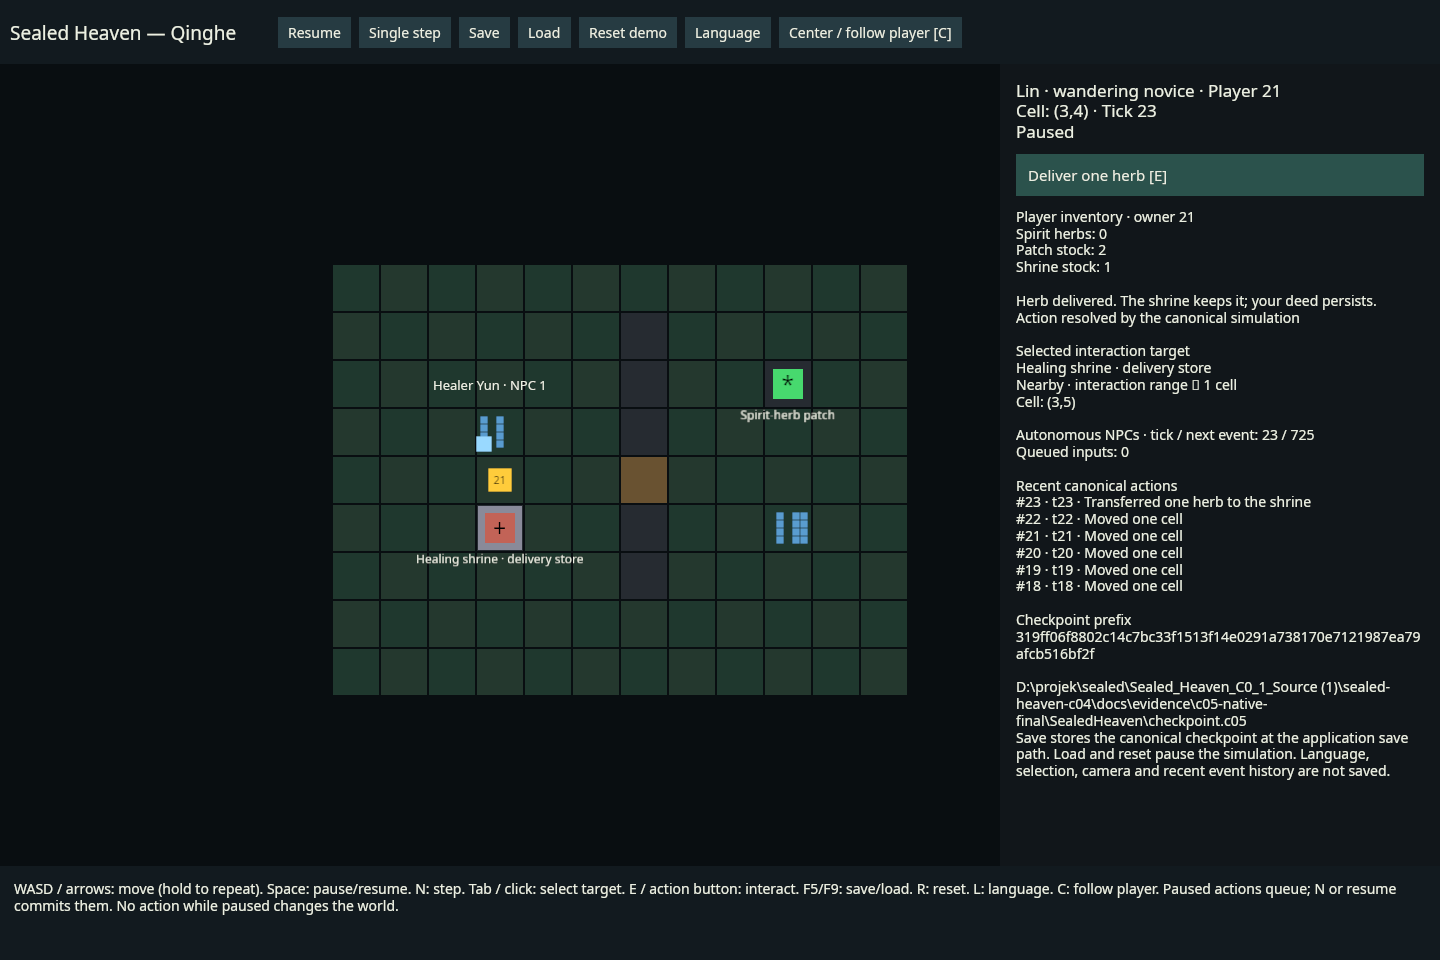 Sealed Heaven — Qinghe
Resume
Single step
Save
Load
Reset demo
Language
Center / follow player [C]
Lin · wandering novice · Player 21
Cell: (3,4) · Tick 23
Paused
Deliver one herb [E]
Player inventory · owner 21
Spirit herbs: 0
Patch stock: 2
Shrine stock: 1
Herb delivered. The shrine keeps it; your deed persists.
Action resolved by the canonical simulation
Selected interaction target
Healing shrine · delivery store
Nearby · interaction range 1 cell
Cell: (3,5)
Autonomous NPCs · tick / next event: 23 / 725
Queued inputs: 0
Recent canonical actions
#23 · t23 · Transferred one herb to the shrine
#22 · t22 · Moved one cell
#21 · t21 · Moved one cell
#20 · t20 · Moved one cell
#19 · t19 · Moved one cell
#18 · t18 · Moved one cell
Checkpoint prefix
319ff06f8802c14c7bc33f1513f14e0291a738170e7121987ea79
afcb516bf2f
D:\projek\sealed\Sealed_Heaven_C0_1_Source (1)\sealed-
heaven-c04\docs\evidence\c05-native-
final\SealedHeaven\checkpoint.c05
Save stores the canonical checkpoint at the application save
path. Load and reset pause the simulation. Language,
selection, camera and recent event history are not saved.
Healer Yun · NPC 1
*
Spirit-herb patch
21
+
Healing shrine · delivery store
WASD / arrows: move (hold to repeat). Space: pause/resume. N: step. Tab / click: select target. E / action button: interact. F5/F9: save/load. R: reset. L: language. C: follow player. Paused actions queue; N or resume
commits them. No action while paused changes the world.